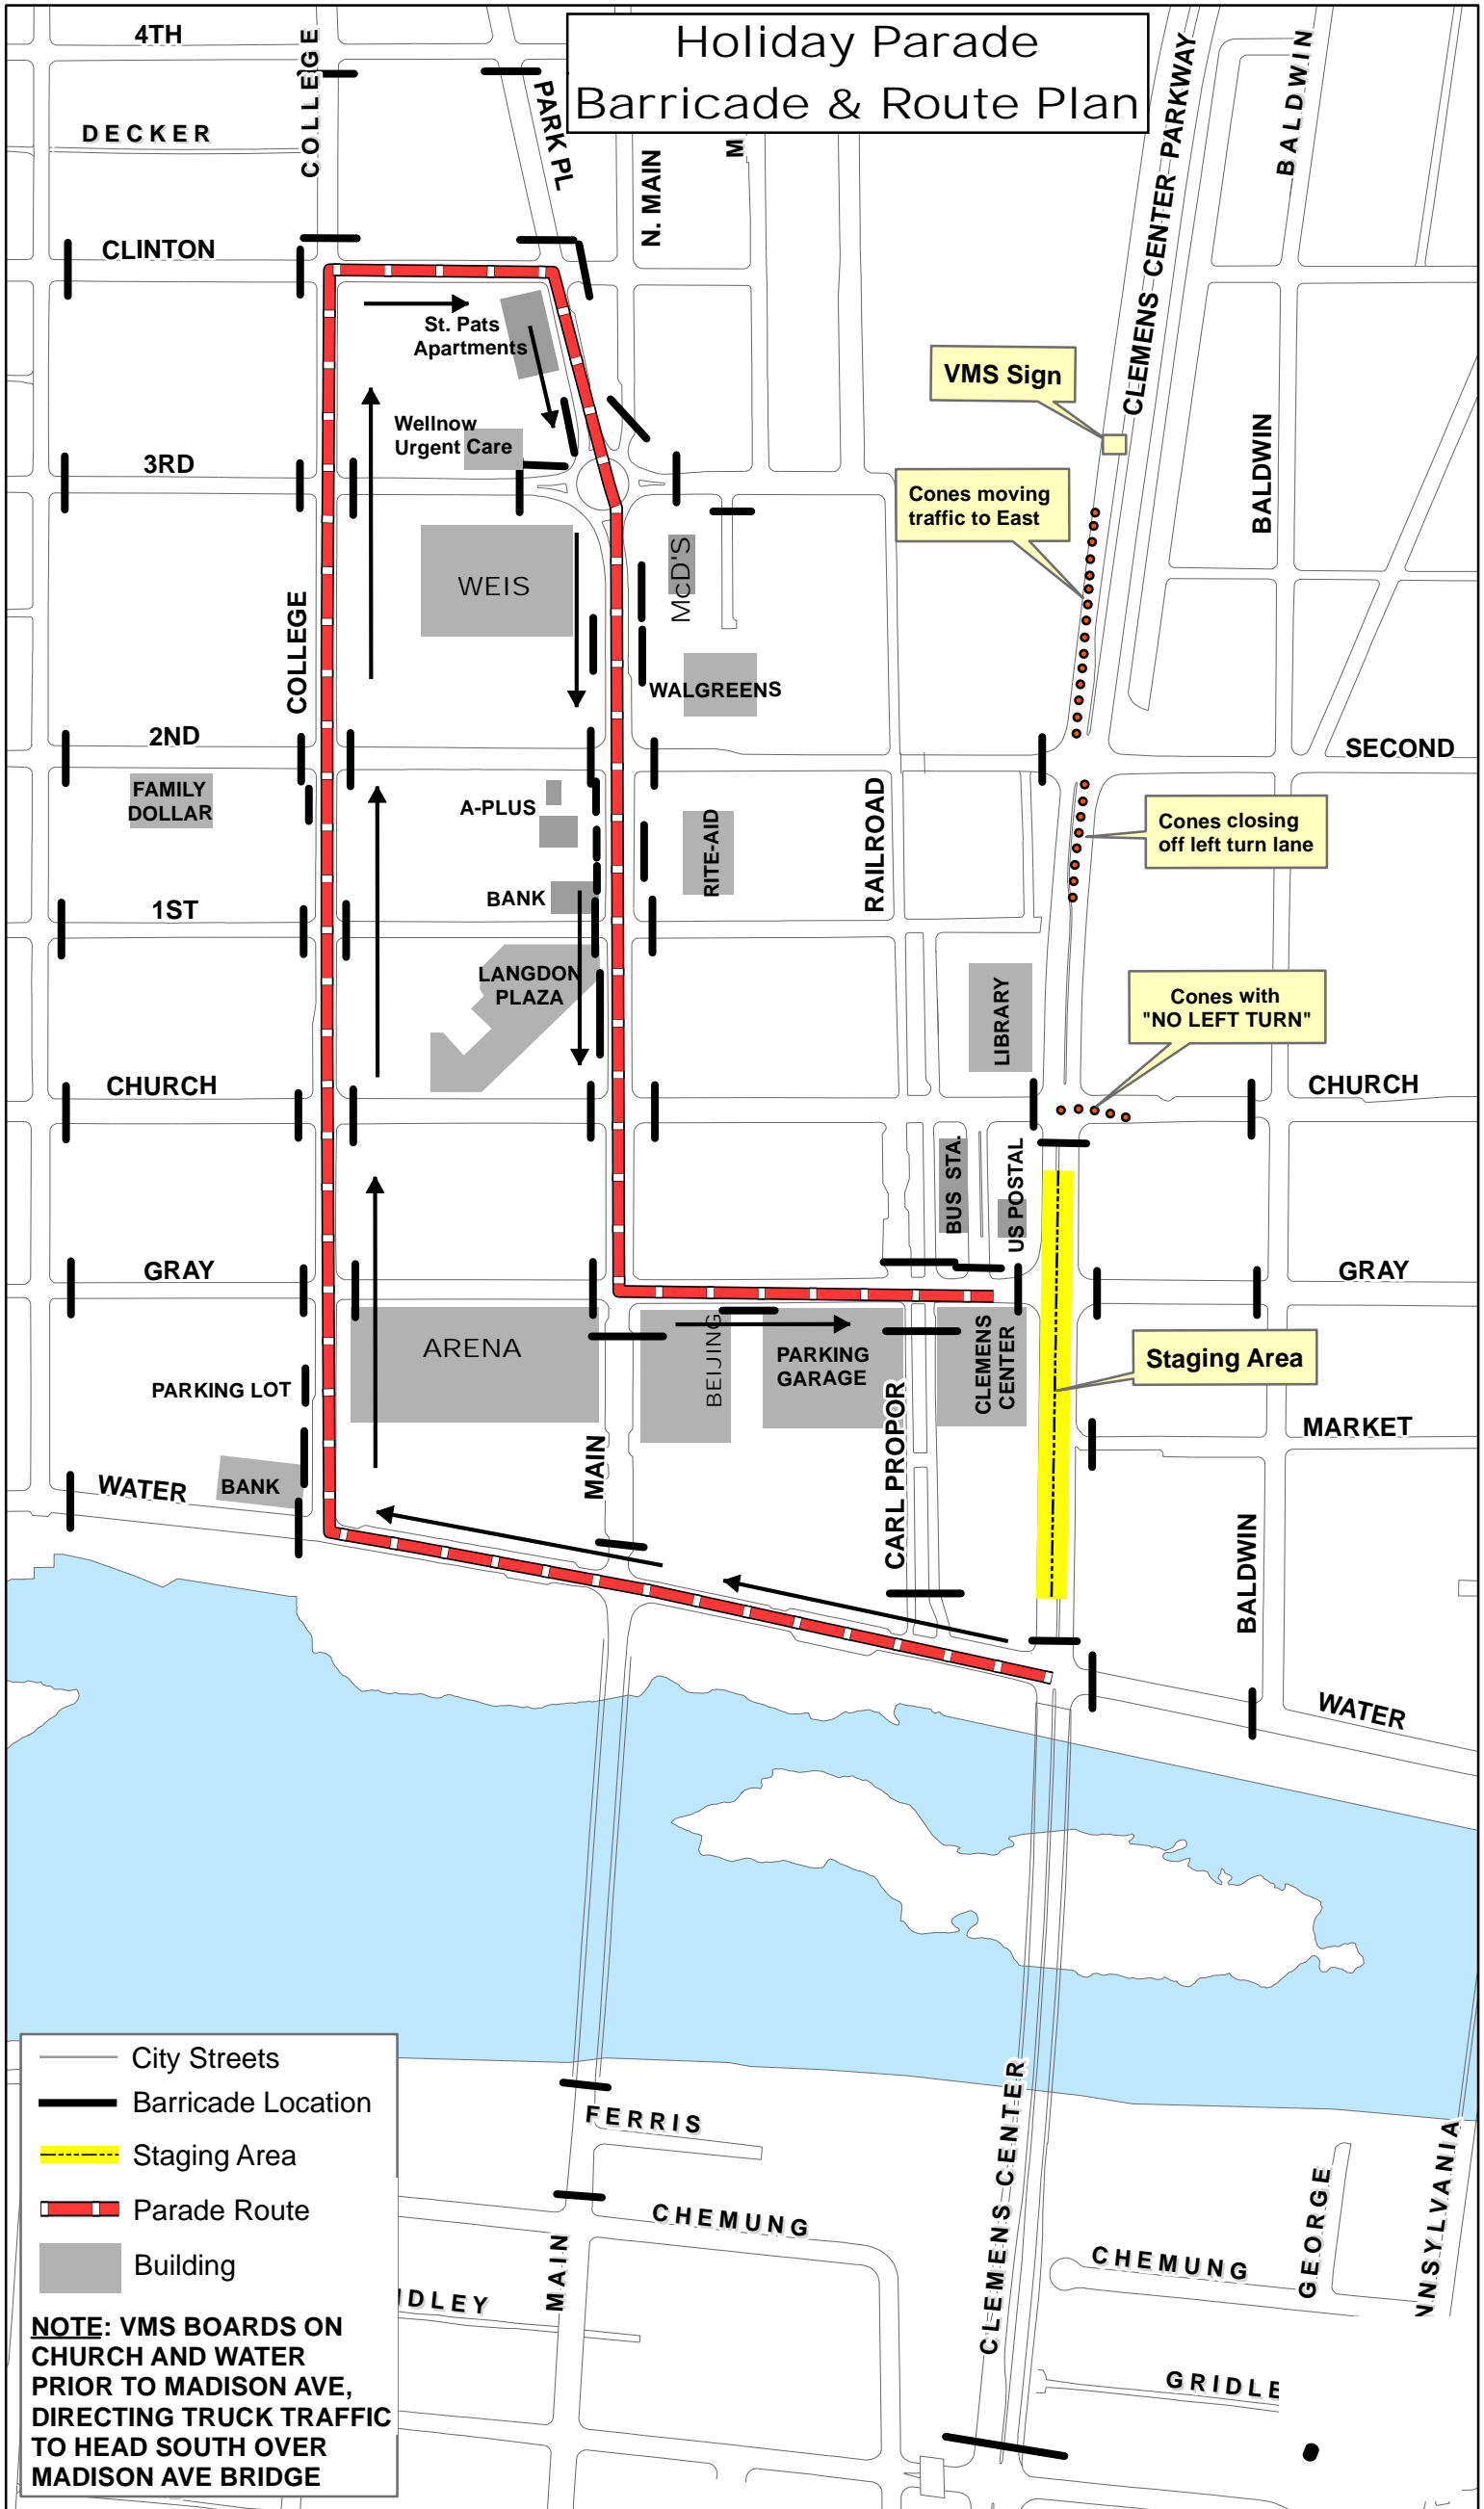 Holiday Parade
Barricade & Route Plan
4TH
COLLEGE
PARK PL
N. MAIN
M
CLEMENS CENTER PARKWAY
BALDWIN
DECKER
CLINTON
St. Pats
Apartments
VMS Sign
Wellnow
Urgent Care
3RD
Cones moving
traffic to East
BALDWIN
WEIS
McD'S
COLLEGE
WALGREENS
2ND
SECOND
FAMILY
DOLLAR
A-PLUS
RITE-AID
RAILROAD
Cones closing
off left turn lane
BANK
1ST
LANGDON
PLAZA
LIBRARY
Cones with
"NO LEFT TURN"
CHURCH
CHURCH
BUS STA.
US POSTAL
GRAY
GRAY
ARENA
BEIJING
PARKING
GARAGE
CLEMENS
CENTER
Staging Area
PARKING LOT
CARL PROPOR
MARKET
MAIN
WATER
BANK
BALDWIN
WATER
City Streets
Barricade Location
Staging Area
Parade Route
Building
NOTE: VMS BOARDS ON
CHURCH AND WATER
PRIOR TO MADISON AVE,
DIRECTING TRUCK TRAFFIC
TO HEAD SOUTH OVER
MADISON AVE BRIDGE
FERRIS
CHEMUNG
MAIN
IDLEY
CLEMENS CENTER
CHEMUNG
GEORGE
NNSYLVANIA
GRIDLE